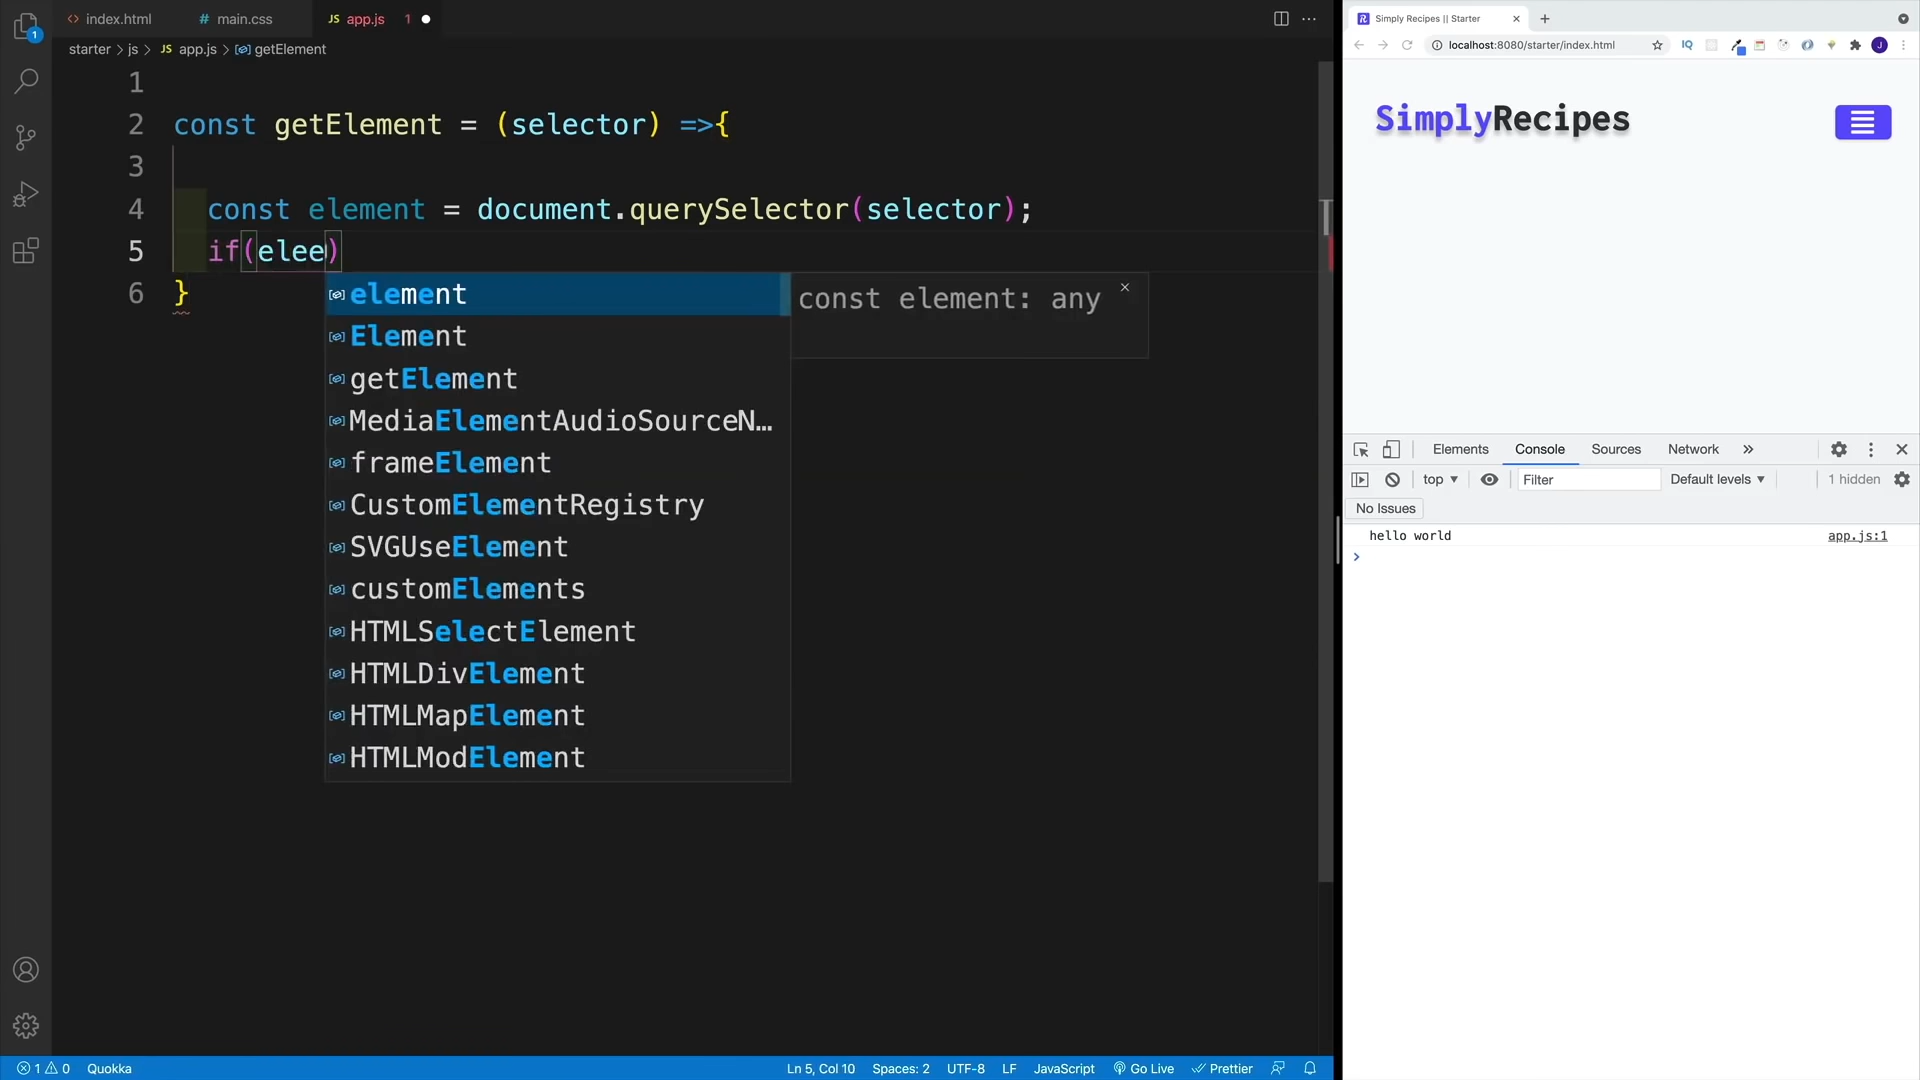 index.html
main.css
JS app.js 1
starter > js > JS app.js > getElement
1
2 const getElement = (selector) =>{
3
4 const element = document.querySelector(selector);
5 if(elee)
6 }
element
Element
getElement
MediaElementAudioSourceN…
frameElement
CustomElementRegistry
SVGUseElement
customElements
HTMLSelectElement
HTMLDivElement
HTMLMapElement
HTMLModElement
const element: any
1
1 0 Quokka
Ln 5, Col 10 Spaces: 2 UTF-8 LF JavaScript Go Live Prettier
Simply Recipes || Starter
localhost:8080/starter/index.html
IQ
J
SimplyRecipes
Elements Console Sources Network
top Filter Default levels 1 hidden
No Issues
hello world app.js:1